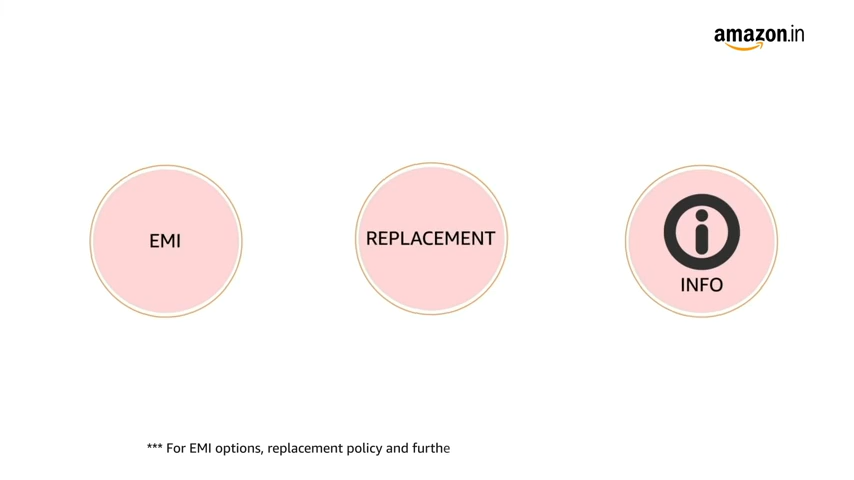 amazon.in
EMI
REPLACEMENT
INFO
*** For EMI options, replacement policy and furthe